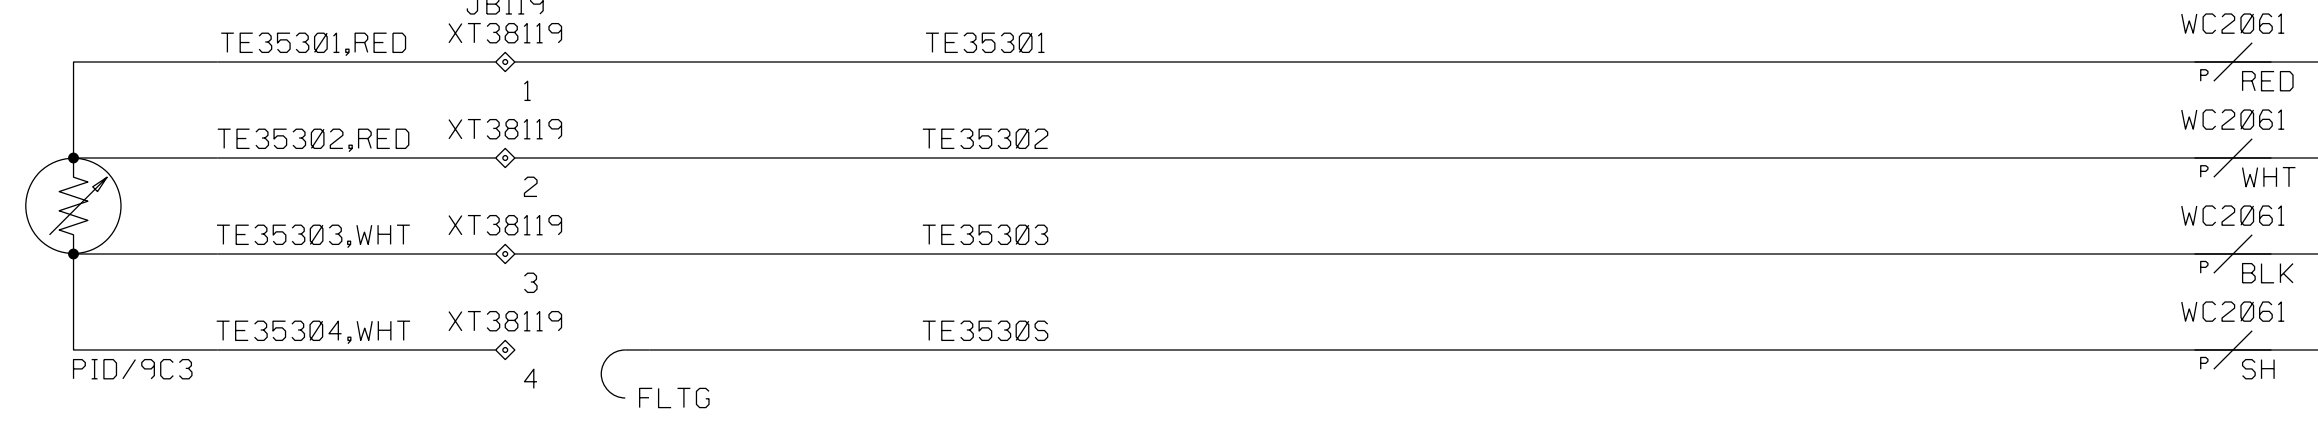 JB119
TE35301,RED XT38119 TE35301 WC2061
1 P RED
TE35302,RED XT38119 TE35302 WC2061
2 P WHT
TE35303,WHT XT38119 TE35303 WC2061
3 P BLK
TE35304,WHT XT38119 TE3530S WC2061
PID/9C3 4 P SH
FLTG